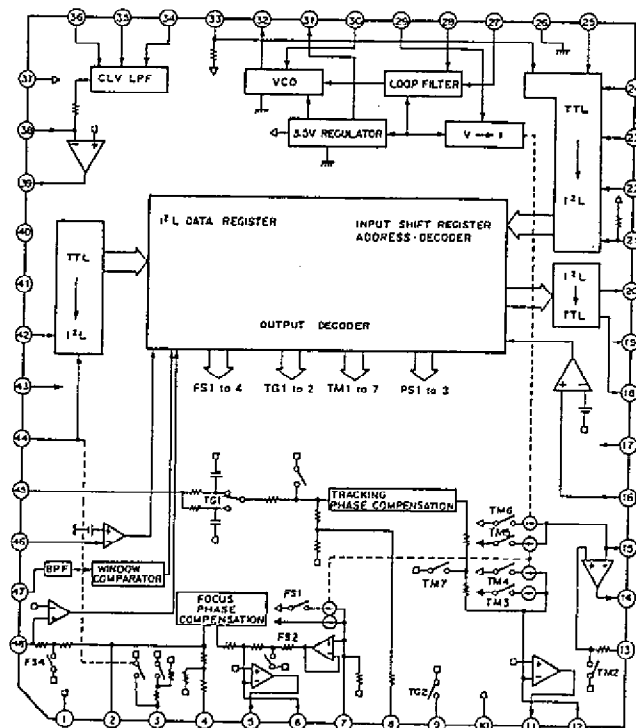 36 35 34 33 32 31 30 29 28 27 26 25
37
CLV LPF
VCO
LOOP FILTER
24
TTL
38
3.5V REGULATOR
23
I²L
22
39
I²L DATA REGISTER
INPUT SHIFT REGISTER
ADDRESS·DECODER
21
40
TTL
I²L
20
41
I²L
TTL
42
OUTPUT DECODER
19
18
43
FS1 to 4
TG1 to 2
TM1 to 7
PS1 to 3
44
17
45
TG1
TRACKING
PHASE COMPENSATION
16
TM6
TM5
15
46
BPF
WINDOW
COMPARATOR
TM7
TM4
TM3
14
47
FOCUS
PHASE
COMPENSATION
FS1
FS2
13
48
FS4
TG2
TM2
1 2 3 4 5 6 7 8 9 10 11 12